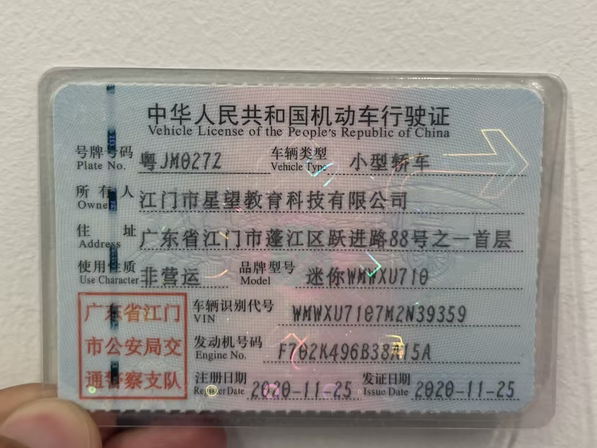 中华人民共和国机动车行驶证
Vehicle License of the People's Republic of China
号牌号码 Plate No. 粤JM027Z 车辆类型 Vehicle Type 小型轿车
所有人 Owner 江门市星望教育科技有限公司
住址 Address 广东省江门市蓬江区跃进路88号之一首层
使用性质 Use Character 非营运 品牌型号 Model 迷你WMWXU710
车辆识别代号 VIN WMWXU7107M2N39359
发动机号码 Engine No. F702K496B38A15A
注册日期 Register Date 2020-11-25 发证日期 Issue Date 2020-11-25
广东省江门
市公安局交
通警察支队